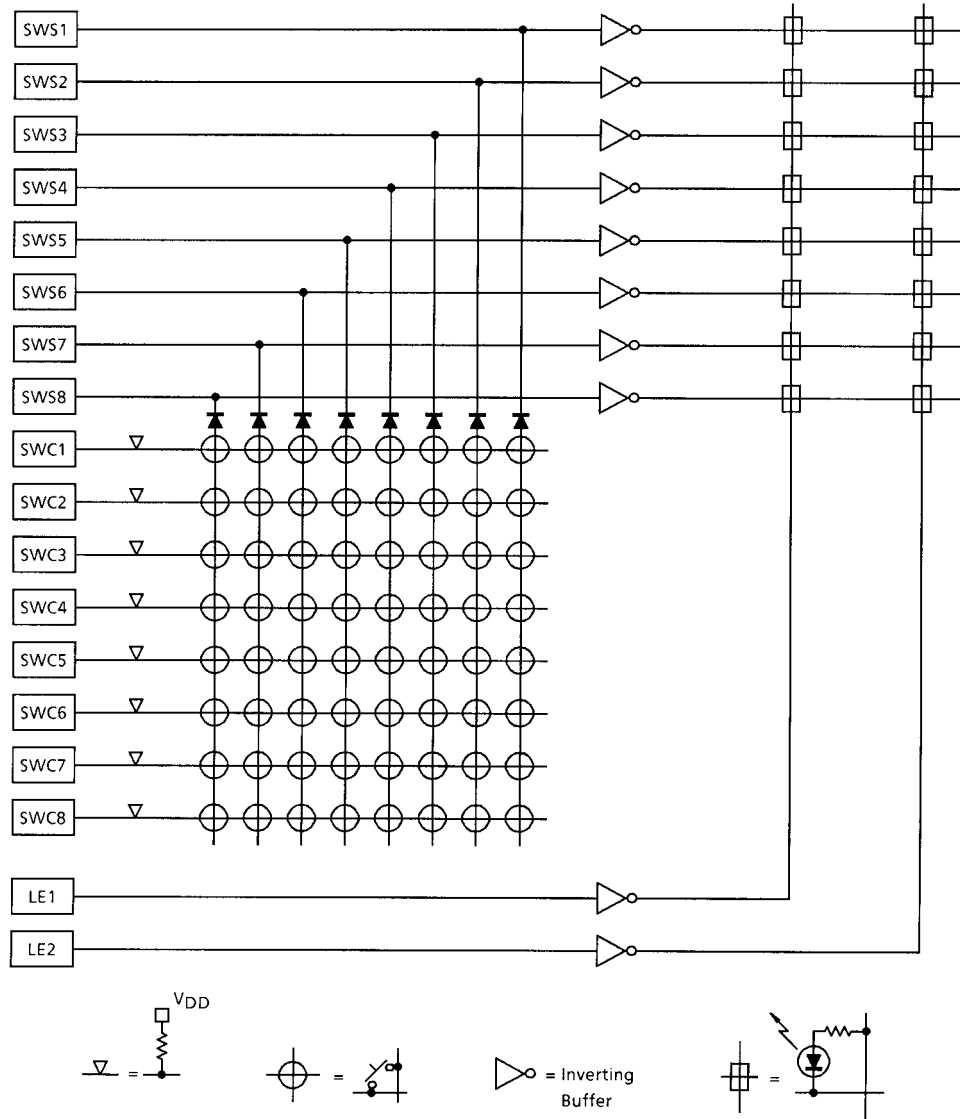 SWS1
SWS2
SWS3
SWS4
SWS5
SWS6
SWS7
SWS8
SWC1
SWC2
SWC3
SWC4
SWC5
SWC6
SWC7
SWC8
LE1
LE2
VDD
=
=
= Inverting
Buffer
=